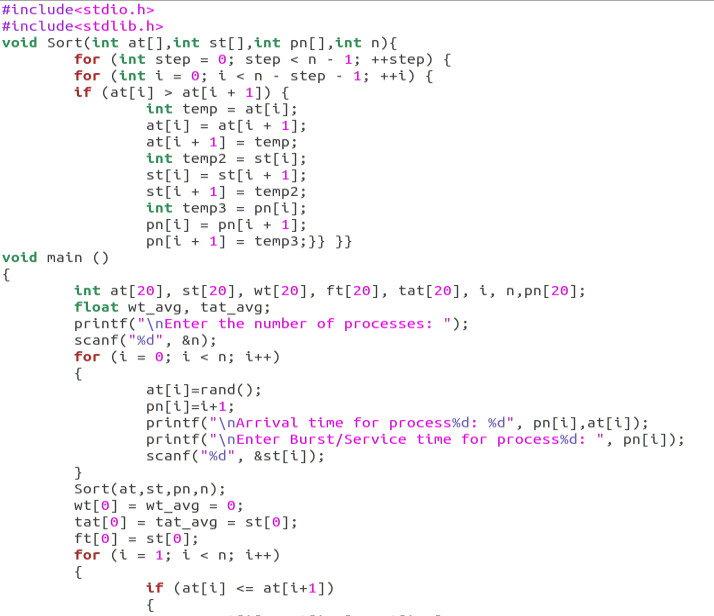 #include<stdio.h>
#include<stdlib.h>
void Sort(int at[],int st[],int pn[],int n){
for (int step = 0; step < n - 1; ++step) {
for (int i = 0; i < n - step - 1; ++i) {
if (at[i] > at[i + 1]) {
int temp = at[i];
at[i] = at[i + 1];
at[i + 1] = temp;
int temp2 = st[i];
st[i] = st[i + 1];
st[i + 1] = temp2;
int temp3 = pn[i];
pn[i] = pn[i + 1];
pn[i + 1] = temp3;}} }}
void main ()
{
int at[20], st[20], wt[20], ft[20], tat[20], i, n,pn[20];
float wt_avg, tat_avg;
printf("\nEnter the number of processes: ");
scanf("%d", &n);
for (i = 0; i < n; i++)
{
at[i]=rand();
pn[i]=i+1;
printf("\nArrival time for process%d: %d", pn[i],at[i]);
printf("\nEnter Burst/Service time for process%d: ", pn[i]);
scanf("%d", &st[i]);
}
Sort(at,st,pn,n);
wt[0] = wt_avg = 0;
tat[0] = tat_avg = st[0];
ft[0] = st[0];
for (i = 1; i < n; i++)
{
if (at[i] <= at[i+1])
{